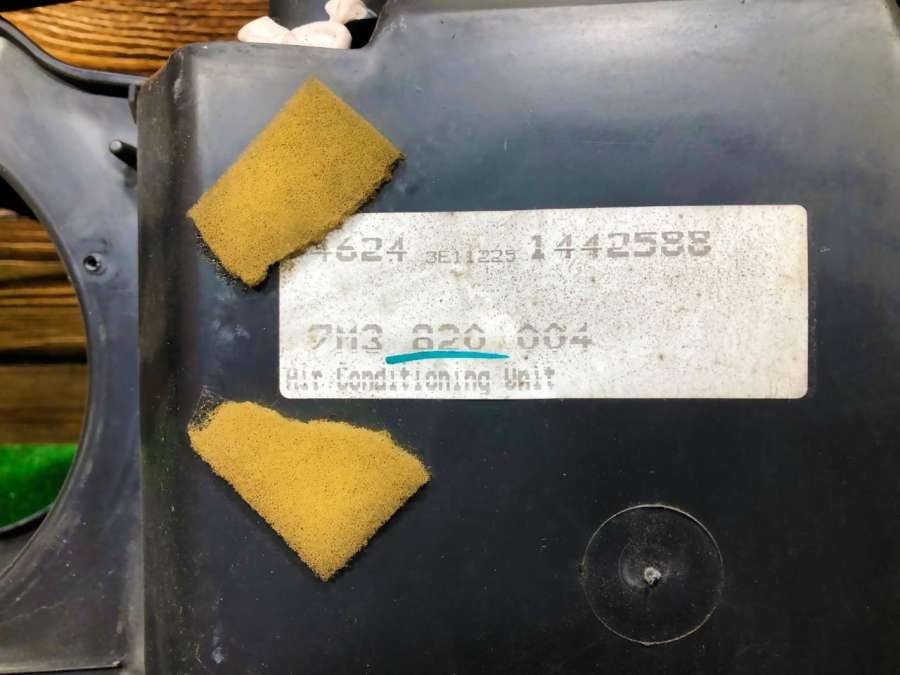 4624 3E11225 1442588
7M3 820 004
Air Conditioning Unit